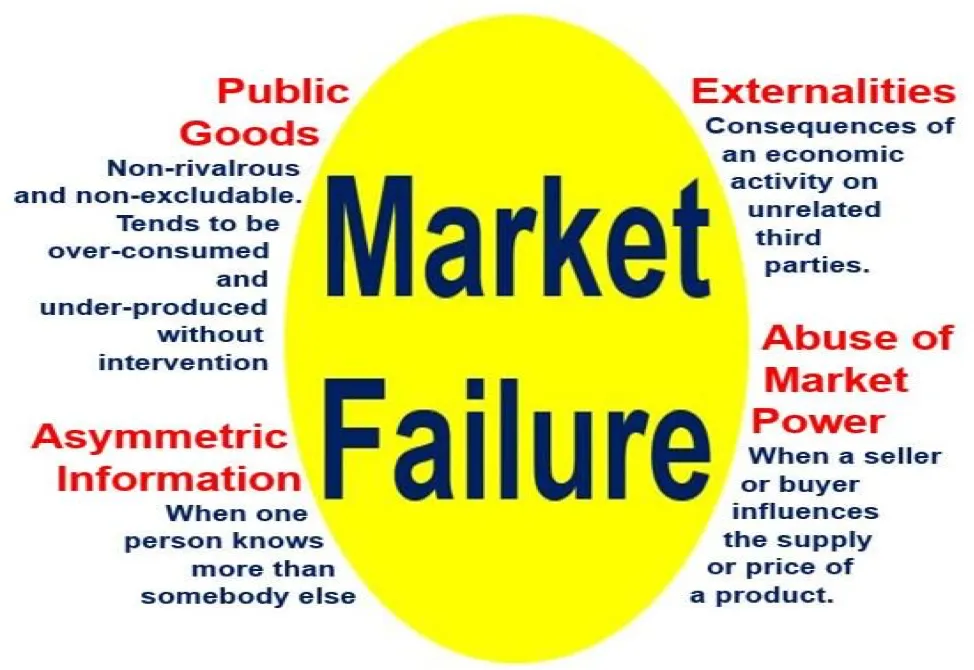 Public
Goods
Non-rivalrous
and non-excludable.
Tends to be
over-consumed
and
under-produced
without
intervention
Asymmetric
Information
When one
person knows
more than
somebody else
Market
Failure
Externalities
Consequences of
an economic
activity on
unrelated
third
parties.
Abuse of
Market
Power
When a seller
or buyer
influences
the supply
or price of
a product.